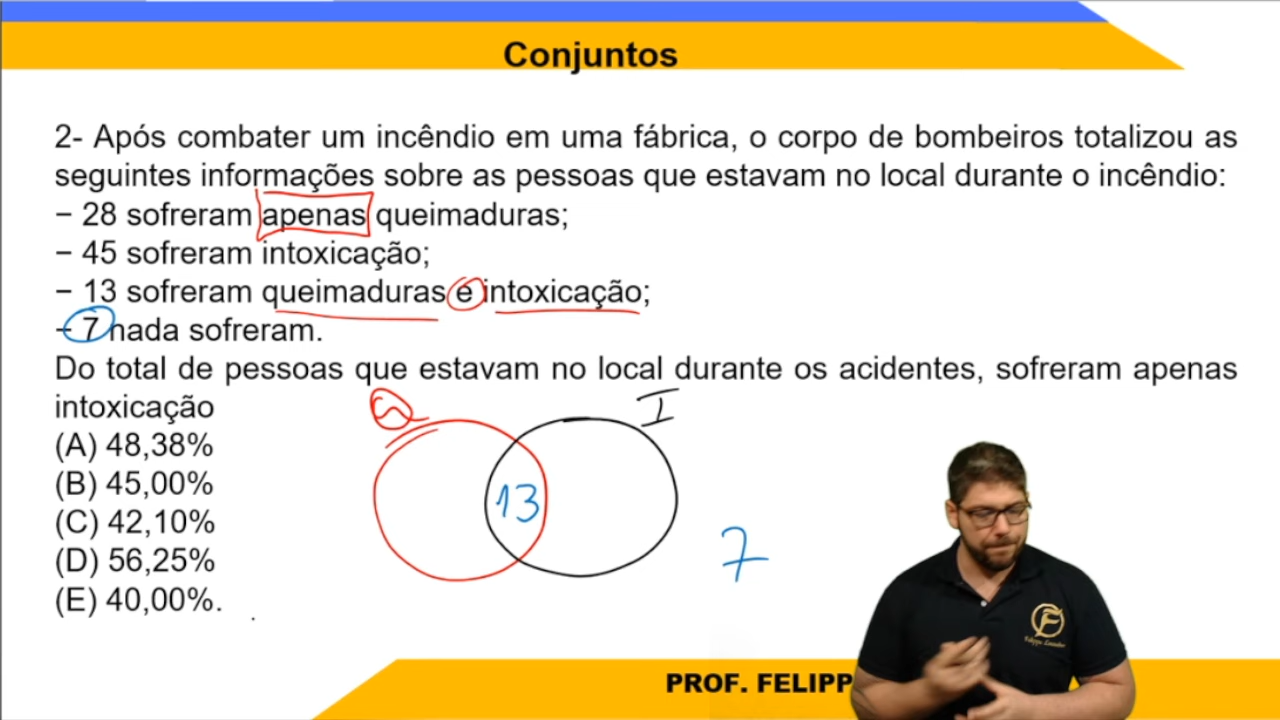 Conjuntos
2- Após combater um incêndio em uma fábrica, o corpo de bombeiros totalizou as
seguintes informações sobre as pessoas que estavam no local durante o incêndio:
− 28 sofreram apenas queimaduras;
− 45 sofreram intoxicação;
− 13 sofreram queimaduras e intoxicação;
− 7 nada sofreram.
Do total de pessoas que estavam no local durante os acidentes, sofreram apenas
intoxicação
(A) 48,38%
(B) 45,00%
(C) 42,10%
(D) 56,25%
(E) 40,00%.
Q
I
13
7
PROF. FELIPP